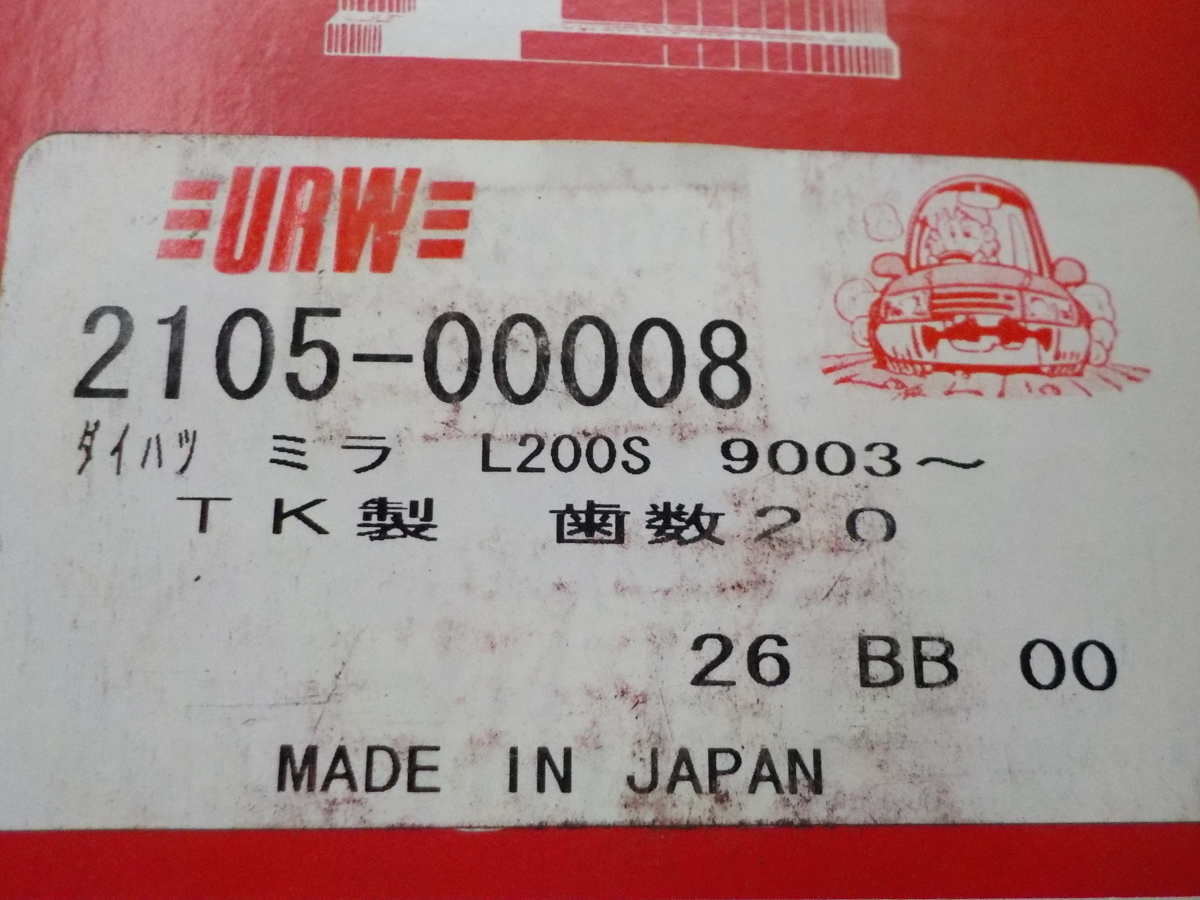 URW
2105-00008
ダイハツ ミラ L200S 9003～
TK製 歯数20
26 BB 00
MADE IN JAPAN